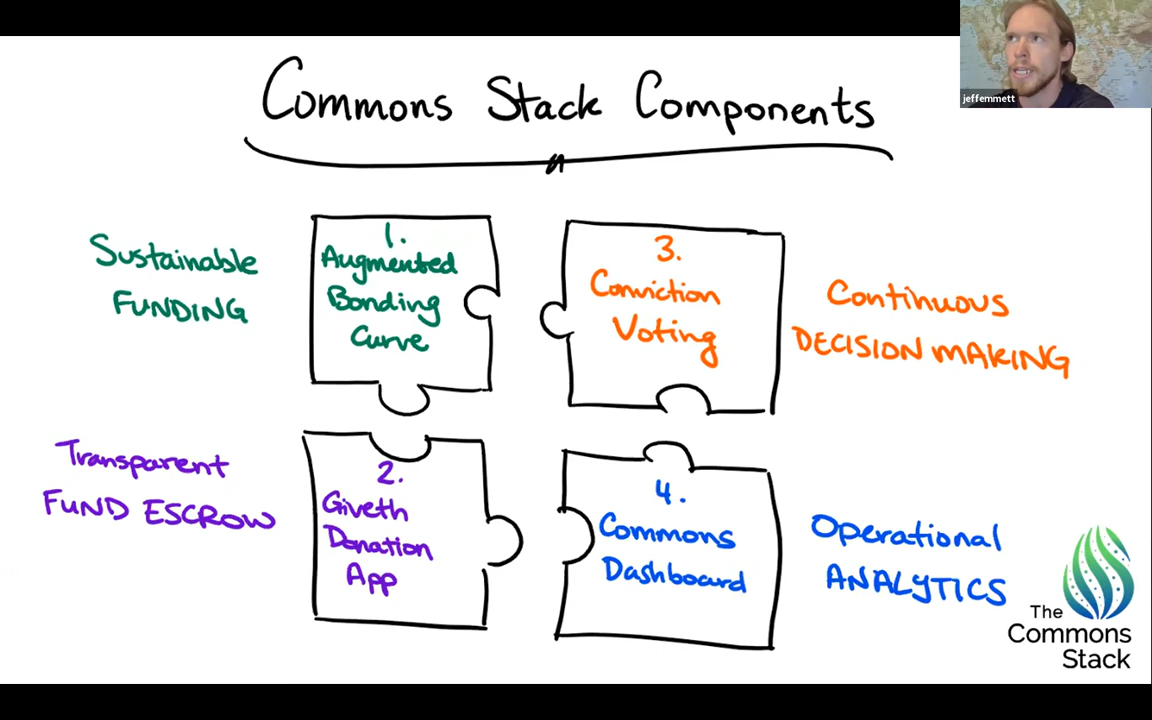 jeffemmett
Commons Stack Components
Sustainable
FUNDING
1.
Augmented
Bonding
Curve
3.
Conviction
Voting
Continuous
DECISION MAKING
Transparent
FUND ESCROW
2.
Giveth
Donation
App
4.
Commons
Dashboard
Operational
ANALYTICS
The
Commons
Stack